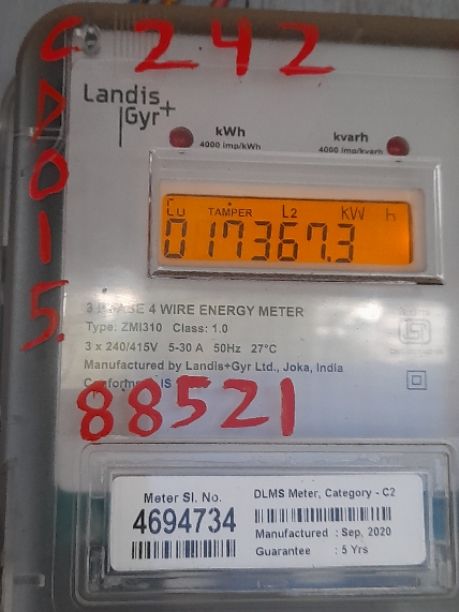 C 242
D
0
1
5
Landis
Gyr+
kWh
4000 imp/kWh
kvarh
4000 imp/kvarh
Cu TAMPER L2 KW h
017367.3
3 PHASE 4 WIRE ENERGY METER
Type: ZMI310 Class: 1.0
3 x 240/415V 5-30 A 50Hz 27°C
Manufactured by Landis+Gyr Ltd., Joka, India
IS
88521
Meter Sl. No.
4694734
DLMS Meter, Category - C2
Manufactured : Sep, 2020
Guarantee : 5 Yrs